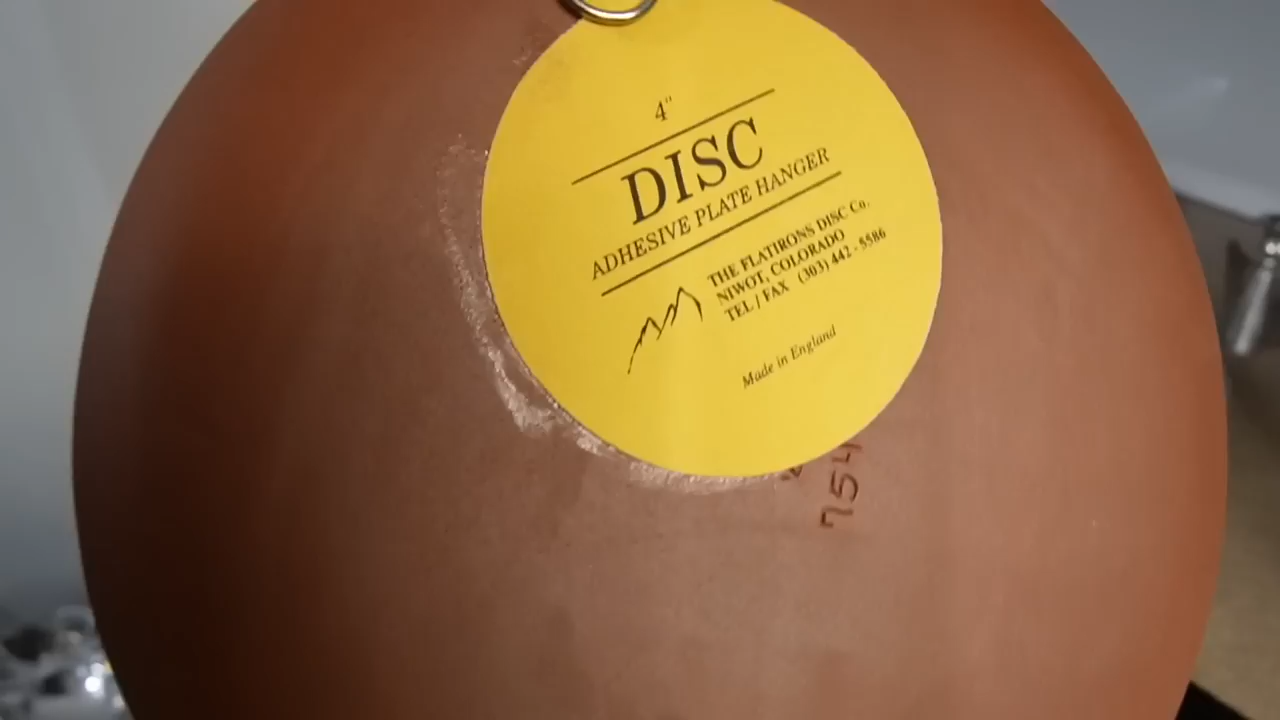 4"
DISC
ADHESIVE PLATE HANGER
THE FLATIRONS DISC Co.
NIWOT, COLORADO
TEL / FAX (303) 442 - 5586
Made in England
754